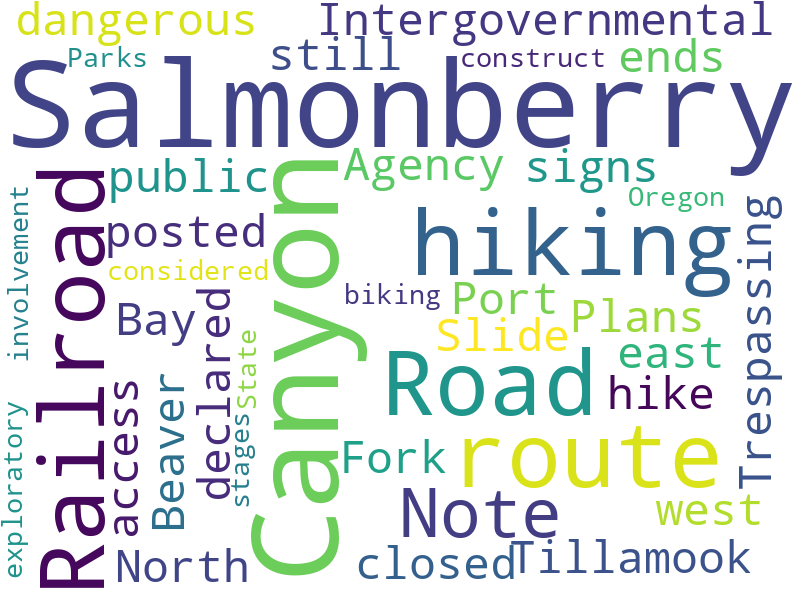 dangerous
Intergovernmental
Parks
still
construct
ends
Salmonberry
Railroad
public
Canyon
Agency
signs
Oregon
involvement
posted
hiking
Trespassing
considered
biking
Port
Bay
declared
State
Slide
Plans
access
Beaver
Road
east
hike
exploratory
stages
Fork
route
Note
west
North
closed
Tillamook